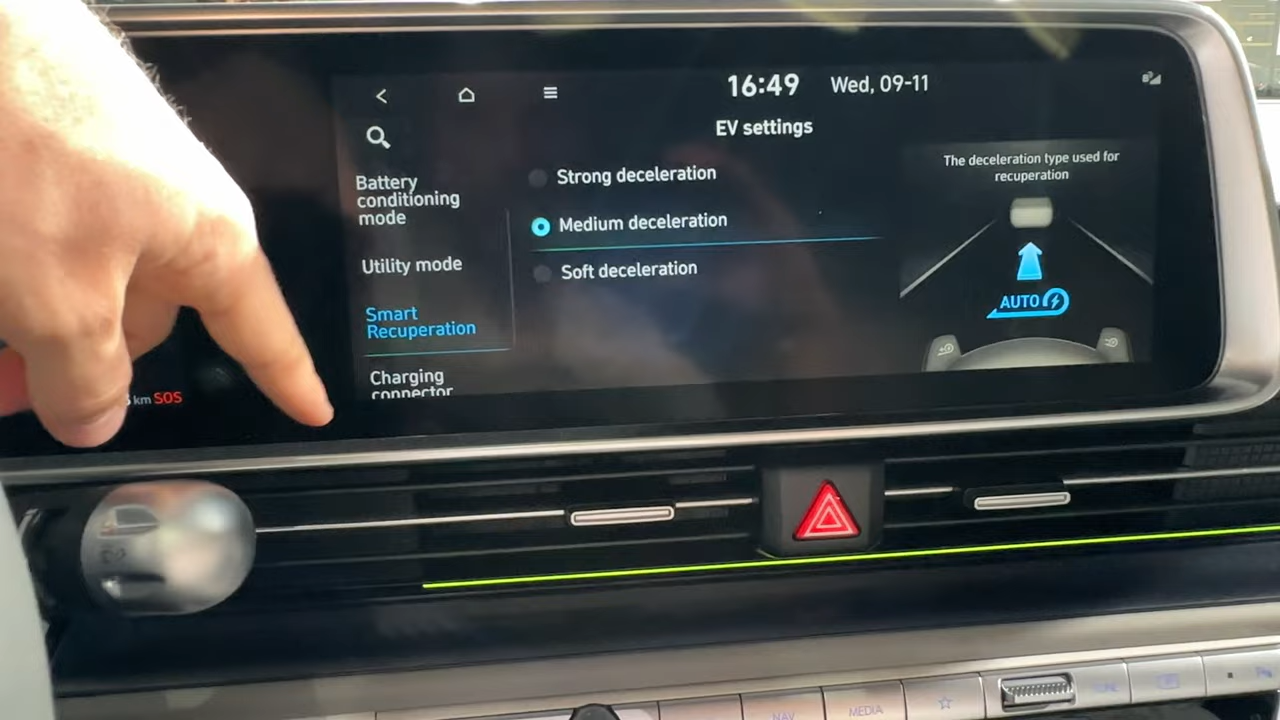 16:49 Wed, 09-11
EV settings
Battery
conditioning
mode
Utility mode
Smart
Recuperation
Charging
connector
Strong deceleration
Medium deceleration
Soft deceleration
The deceleration type used for
recuperation
AUTO
km SOS
NAV
MEDIA